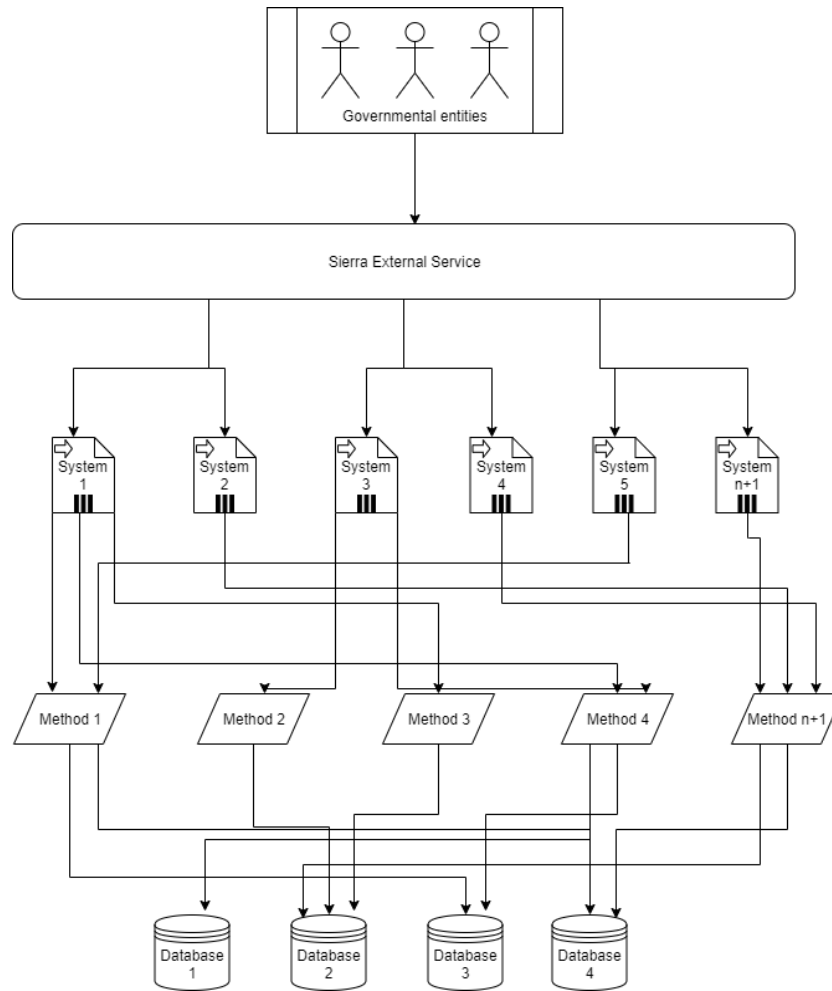 Governmental entities
Sierra External Service
System
1
System
2
System
3
System
4
System
5
System
n+1
Method 1
Method 2
Method 3
Method 4
Method n+1
Database
1
Database
2
Database
3
Database
4